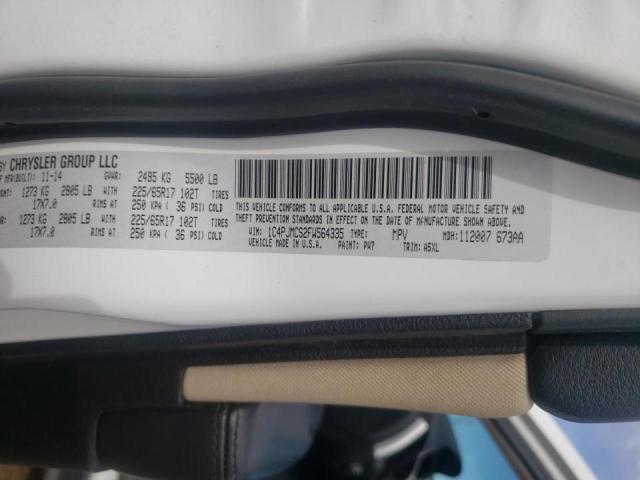 BY CHRYSLER GROUP LLC
OF MFR(BUILT): 11-14 GVWR: 2495 KG 5500 LB
ONT: 1273 KG 2805 LB WITH 225/65R17 102T TIRES
17X7.0 RIMS AT 250 KPA ( 36 PSI) COLD
1273 KG 2805 LB WITH 225/65R17 102T TIRES
17X7.0 RIMS AT 250 KPA ( 36 PSI) COLD
THIS VEHICLE CONFORMS TO ALL APPLICABLE U.S.A. FEDERAL MOTOR VEHICLE SAFETY, BUMPER, AND
THEFT PREVENTION STANDARDS IN EFFECT ON THE DATE OF MANUFACTURE SHOWN ABOVE.
VIN: 1C4PJMCS2FW564335 TYPE: MPV MDH: 112007 673AA
VEHICLE MADE IN U.S.A. PAINT: PW7 TRIM: A5XL